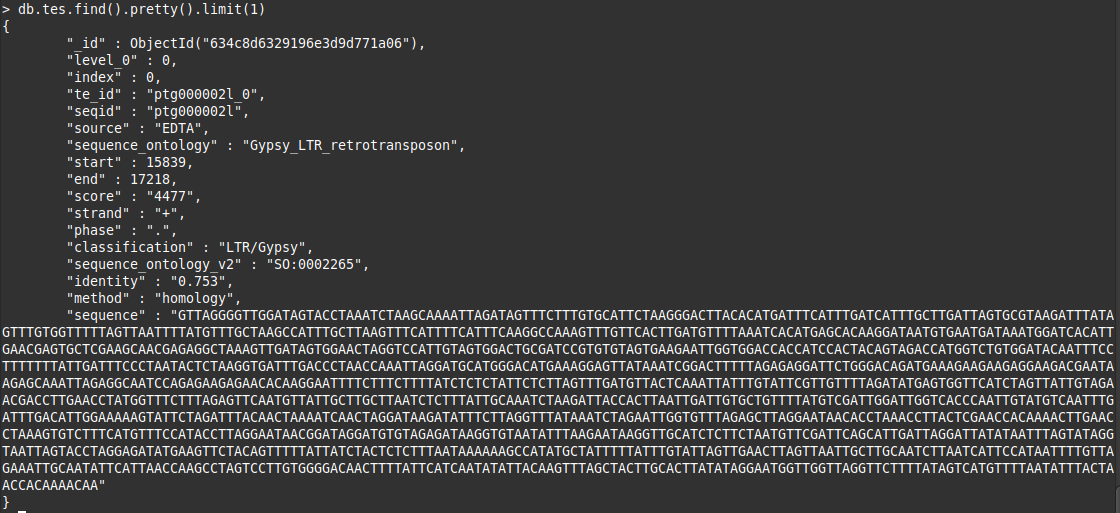 > db.tes.find().pretty().limit(1)
{
"_id" : ObjectId("634c8d6329196e3d9d771a06"),
"level_0" : 0,
"index" : 0,
"te_id" : "ptg000002l_0",
"seqid" : "ptg000002l",
"source" : "EDTA",
"sequence_ontology" : "Gypsy_LTR_retrotransposon",
"start" : 15839,
"end" : 17218,
"score" : "4477",
"strand" : "+",
"phase" : ".",
"classification" : "LTR/Gypsy",
"sequence_ontology_v2" : "SO:0002265",
"identity" : "0.753",
"method" : "homology",
"sequence" : "GTTAGGGGTTGGATAGTACCTAAATCTAAGCAAAATTAGATAGTTTCTTTGTGCATTCTAAGGGACTTACACATGATTTCATTTGATCATTTGCTTGATTAGTGCGTAAGATTTATA
GTTTGTGGTTTTTAGTTAATTTTATGTTTGCTAAGCCATTTGCTTAAGTTTCATTTTCATTTCAAGGCCAAAGTTTGTTCACTTGATGTTTTAAATCACATGAGCACAAGGATAATGTGAATGATAAATGGATCACATT
GAACGAGTGCTCGAAGCAACGAGAGGCTAAAGTTGATAGTGGAACTAGGTCCATTGTAGTGGACTGCGATCCGTGTGTAGTGAAGAATTGGTGGACCACCATCCACTACAGTAGACCATGGTCTGTGGATACAATTTCC
TTTTTTTATTGATTTCCCTAATACTCTAAGGTGATTTGACCCTAACCAAATTAGGATGCATGGGACATGAAAGGAGTTATAAATCGGACTTTTTAGAGAGGATTCTGGGACAGATGAAAGAAGAAGAGGAAGACGAATA
AGAGCAAATTAGAGGCAATCCAGAGAAGAGAACACAAGGAATTTTCTTTCTTTTATCTCTCTATTCTCTTAGTTTGATGTTACTCAAATTATTTGTATTCGTTGTTTTAGATATGAGTGGTTCATCTAGTTATTGTAGA
ACGACCTTGAACCTATGGTTTCTTTAGAGTTCAATGTTATTGCTTGCTTAATCTCTTTATTGCAAATCTAAGATTACCACTTAATTGATTGTGCTGTTTTATGTCGATTGGATTGGTCACCCAATTGTATGTCAATTTG
ATTTGACATTGGAAAAAGTATTCTAGATTTACAACTAAAATCAACTAGGATAAGATATTTCTTAGGTTTATAAATCTAGAATTGGTGTTTAGAGCTTAGGAATAACACCTAAACCTTACTCGAACCACAAAACTTGAAC
CTAAAGTGTCTTTCATGTTTCCATACCTTAGGAATAACGGATAGGATGTGTAGAGATAAGGTGTAATATTTAAGAATAAGGTTGCATCTCTTCTAATGTTCGATTCAGCATTGATTAGGATTATATAATTTAGTATAGG
TAATTAGTACCTAGGAGATATGAAGTTCTACAGTTTTTATTATCTACTCTCTTTAATAAAAAAGCCATATGCTATTTTTATTTGTATTAGTTGAACTTAGTTAATTGCTTGCAATCTTAATCATTCCATAATTTTGTTA
GAAATTGCAATATTCATTAACCAAGCCTAGTCCTTGTGGGGACAACTTTTATTCATCAATATATTACAAGTTTAGCTACTTGCACTTATATAGGAATGGTTGGTTAGGTTCTTTTATAGTCATGTTTTAATATTTACTA
ACCACAAAACAA"
}